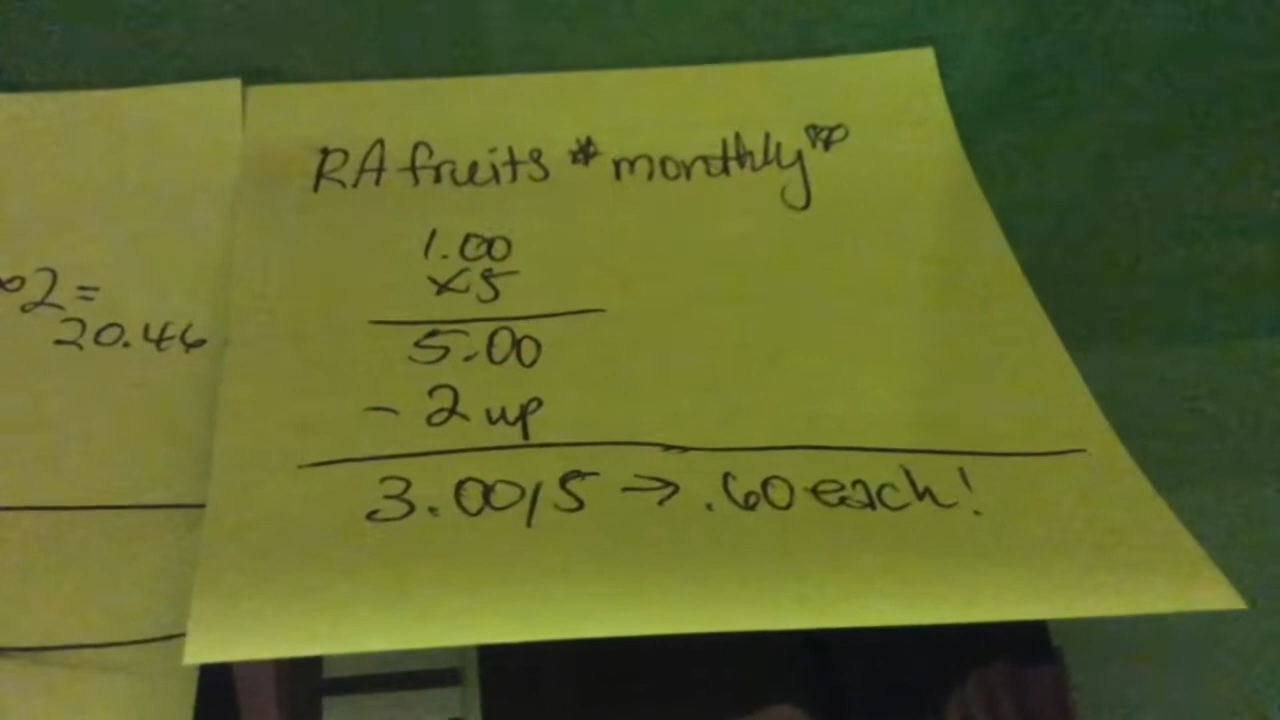 2=
20.46
RA fruits *monthly*
1.00
x5
5.00
- 2 up
3.00/5 → .60 each!